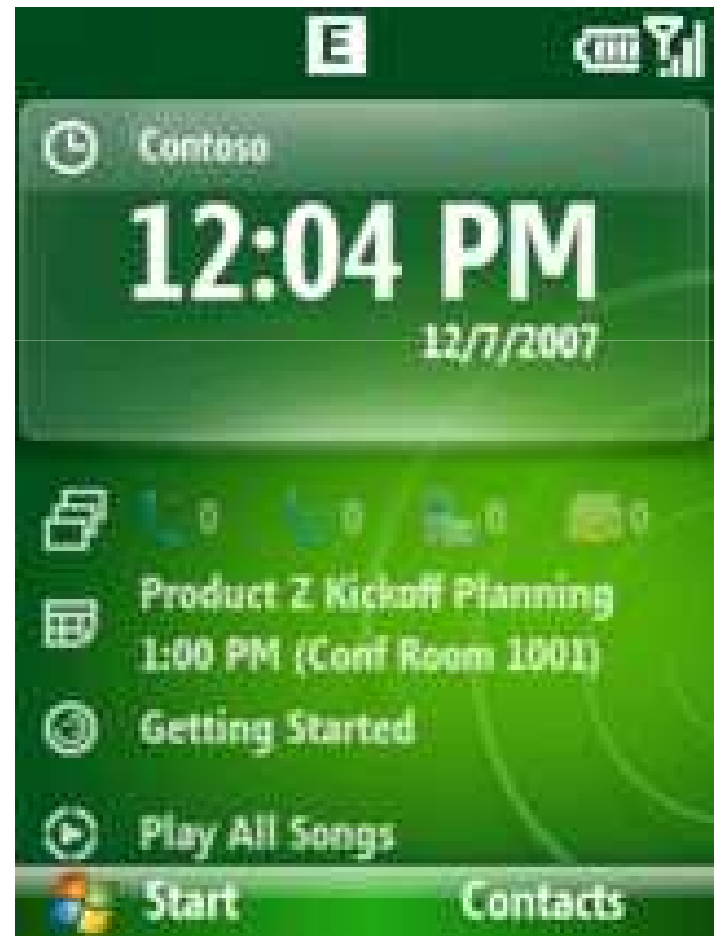 E
Contoso
12:04 PM
12/7/2007
0 0 0 0
Product Z Kickoff Planning
1:00 PM (Conf Room 1001)
Getting Started
Play All Songs
Start Contacts